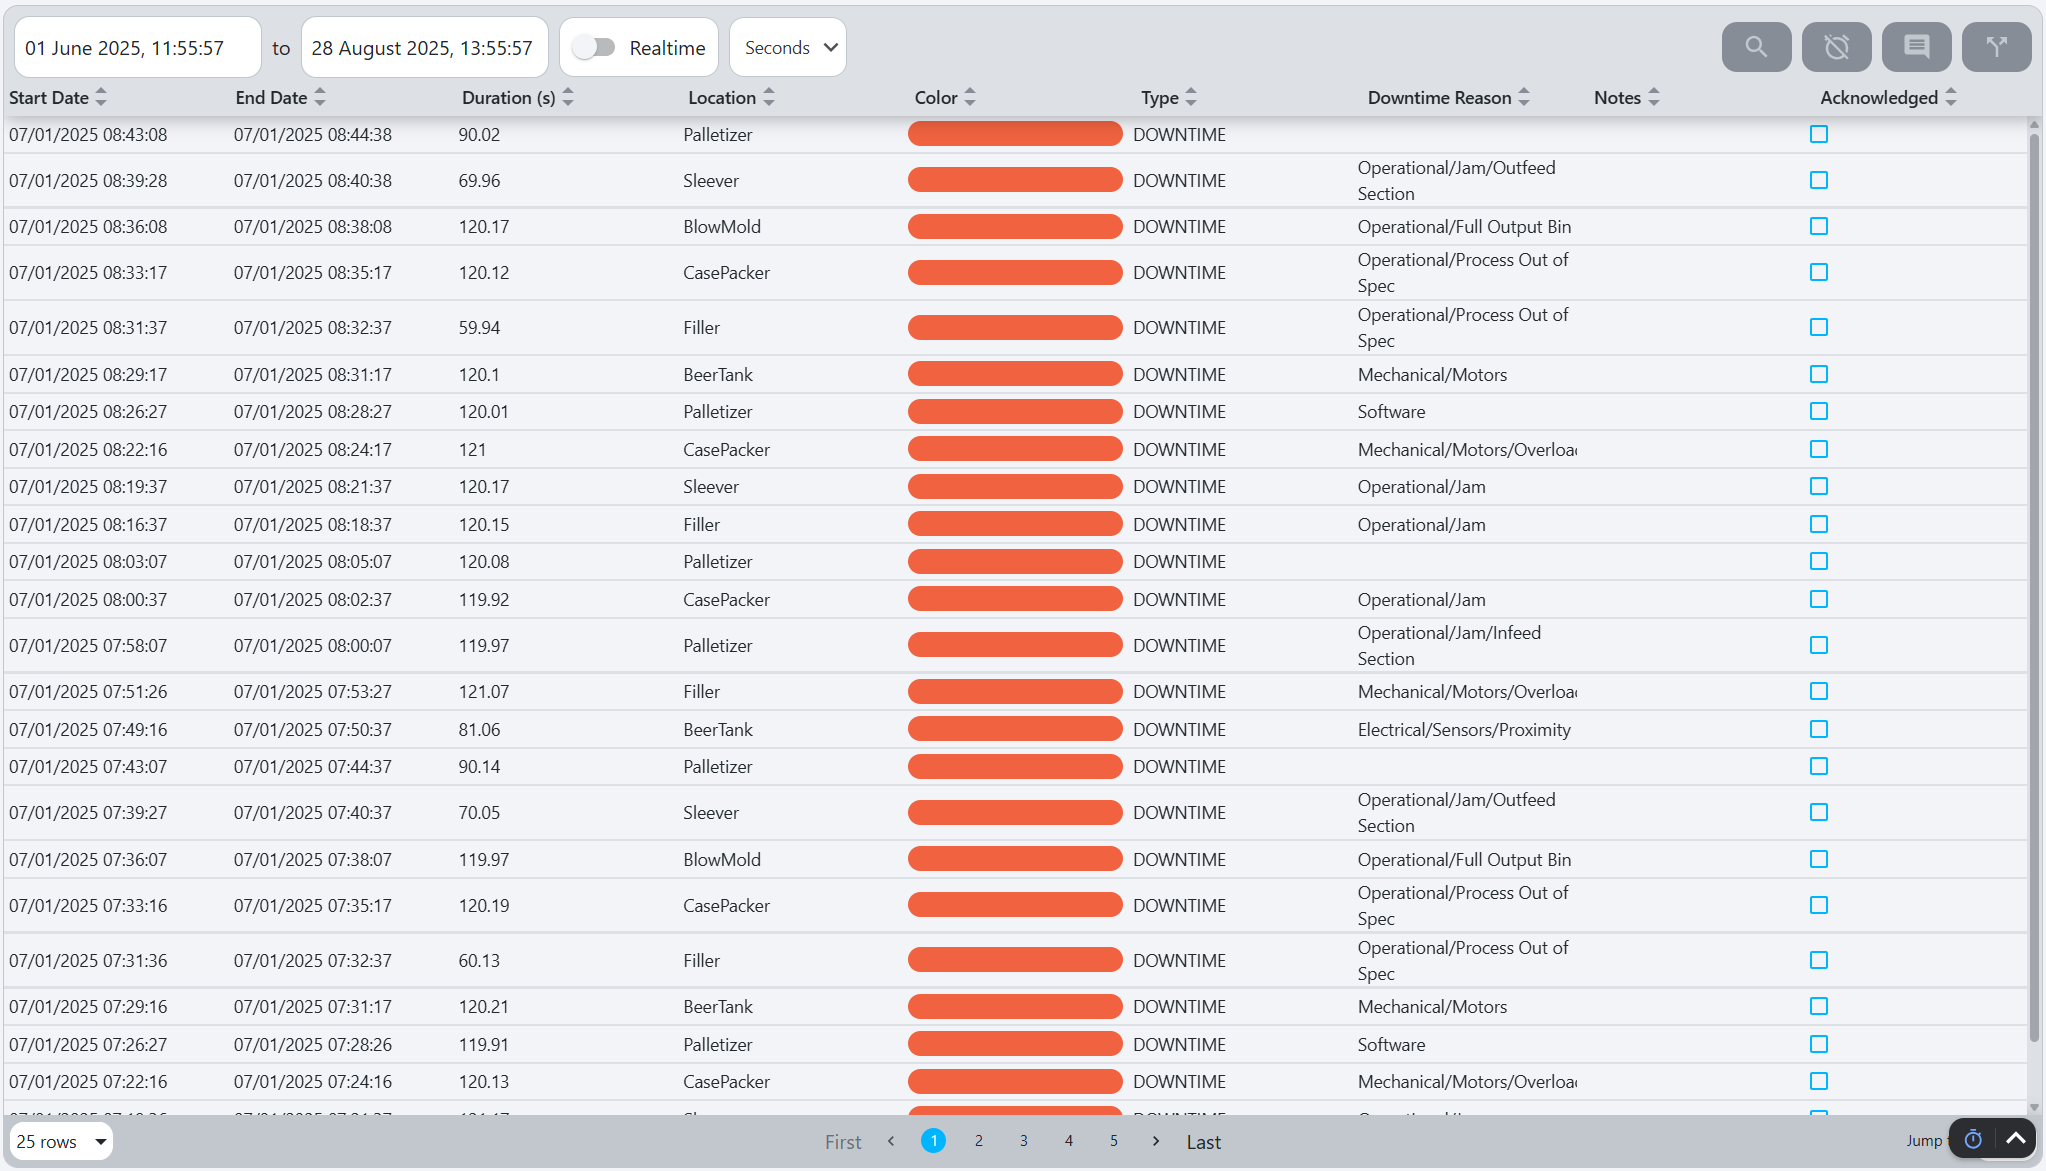 01 June 2025, 11:55:57 to 28 August 2025, 13:55:57 Realtime Seconds
Start Date End Date Duration (s) Location Color Type Downtime Reason Notes Acknowledged
07/01/2025 08:43:08 07/01/2025 08:44:38 90.02 Palletizer DOWNTIME
07/01/2025 08:39:28 07/01/2025 08:40:38 69.96 Sleever DOWNTIME Operational/Jam/Outfeed
Section
07/01/2025 08:36:08 07/01/2025 08:38:08 120.17 BlowMold DOWNTIME Operational/Full Output Bin
07/01/2025 08:33:17 07/01/2025 08:35:17 120.12 CasePacker DOWNTIME Operational/Process Out of
Spec
07/01/2025 08:31:37 07/01/2025 08:32:37 59.94 Filler DOWNTIME Operational/Process Out of
Spec
07/01/2025 08:29:17 07/01/2025 08:31:17 120.1 BeerTank DOWNTIME Mechanical/Motors
07/01/2025 08:26:27 07/01/2025 08:28:27 120.01 Palletizer DOWNTIME Software
07/01/2025 08:22:16 07/01/2025 08:24:17 121 CasePacker DOWNTIME Mechanical/Motors/Overloa
07/01/2025 08:19:37 07/01/2025 08:21:37 120.17 Sleever DOWNTIME Operational/Jam
07/01/2025 08:16:37 07/01/2025 08:18:37 120.15 Filler DOWNTIME Operational/Jam
07/01/2025 08:03:07 07/01/2025 08:05:07 120.08 Palletizer DOWNTIME
07/01/2025 08:00:37 07/01/2025 08:02:37 119.92 CasePacker DOWNTIME Operational/Jam
07/01/2025 07:58:07 07/01/2025 08:00:07 119.97 Palletizer DOWNTIME Operational/Jam/Infeed
Section
07/01/2025 07:51:26 07/01/2025 07:53:27 121.07 Filler DOWNTIME Mechanical/Motors/Overloa
07/01/2025 07:49:16 07/01/2025 07:50:37 81.06 BeerTank DOWNTIME Electrical/Sensors/Proximity
07/01/2025 07:43:07 07/01/2025 07:44:37 90.14 Palletizer DOWNTIME
07/01/2025 07:39:27 07/01/2025 07:40:37 70.05 Sleever DOWNTIME Operational/Jam/Outfeed
Section
07/01/2025 07:36:07 07/01/2025 07:38:07 119.97 BlowMold DOWNTIME Operational/Full Output Bin
07/01/2025 07:33:16 07/01/2025 07:35:17 120.19 CasePacker DOWNTIME Operational/Process Out of
Spec
07/01/2025 07:31:36 07/01/2025 07:32:37 60.13 Filler DOWNTIME Operational/Process Out of
Spec
07/01/2025 07:29:16 07/01/2025 07:31:17 120.21 BeerTank DOWNTIME Mechanical/Motors
07/01/2025 07:26:27 07/01/2025 07:28:26 119.91 Palletizer DOWNTIME Software
07/01/2025 07:22:16 07/01/2025 07:24:16 120.13 CasePacker DOWNTIME Mechanical/Motors/Overloa
25 rows First 1 2 3 4 5 Last Jump